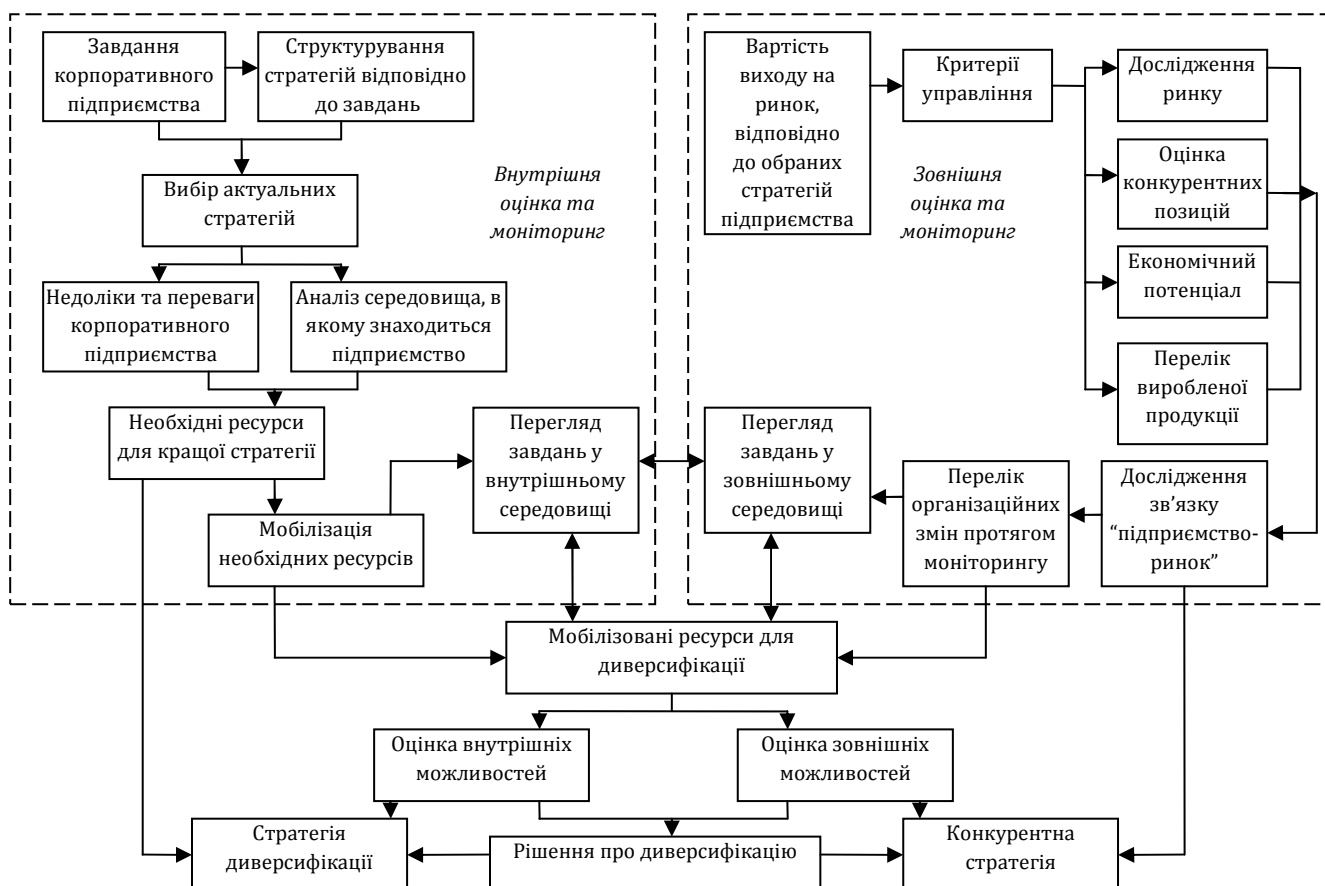 Завдання
корпоративного
підприємства
Структурування
стратегій відповідно
до завдань
Вибір актуальних
стратегій
Внутрішня
оцінка та
моніторинг
Недоліки та переваги
корпоративного
підприємства
Аналіз середовища, в
якому знаходиться
підприємство
Необхідні ресурси
для кращої стратегії
Мобілізація
необхідних ресурсів
Перегляд
завдань у
внутрішньому
середовищі
Вартість
виходу на
ринок,
відповідно
до обраних
стратегій
підприємства
Критерії
управління
Зовнішня
оцінка та
моніторинг
Дослідження
ринку
Оцінка
конкурентних
позицій
Економічний
потенціал
Перелік
виробленої
продукції
Перегляд
завдань у
зовнішньому
середовищі
Перелік
організаційних
змін протягом
моніторингу
Дослідження
зв’язку
“підприємство-
ринок”
Мобілізовані ресурси для
диверсифікації
Оцінка внутрішніх
можливостей
Оцінка зовнішніх
можливостей
Стратегія
диверсифікації
Рішення про диверсифікацію
Конкурентна
стратегія